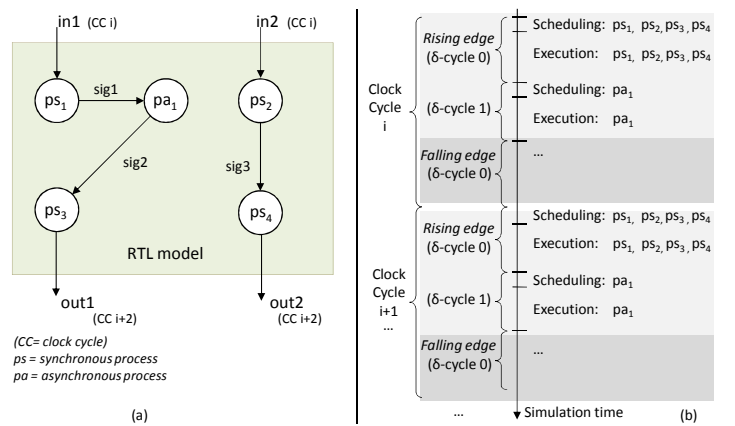 in1 (CC i)
in2 (CC i)
ps1
sig1
pa1
ps2
sig2
sig3
ps3
ps4
RTL model
out1
(CC i+2)
out2
(CC i+2)
(CC= clock cycle)
ps = synchronous process
pa = asynchronous process
(a)
Clock
Cycle
i
Rising edge
(δ-cycle 0)
Scheduling: ps1, ps2, ps3, ps4
Execution: ps1, ps2, ps3, ps4
(δ-cycle 1)
Scheduling: pa1
Execution: pa1
Falling edge
(δ-cycle 0)
...
Clock
Cycle
i+1
...
Rising edge
(δ-cycle 0)
Scheduling: ps1, ps2, ps3, ps4
Execution: ps1, ps2, ps3, ps4
(δ-cycle 1)
Scheduling: pa1
Execution: pa1
Falling edge
(δ-cycle 0)
...
...
Simulation time
(b)